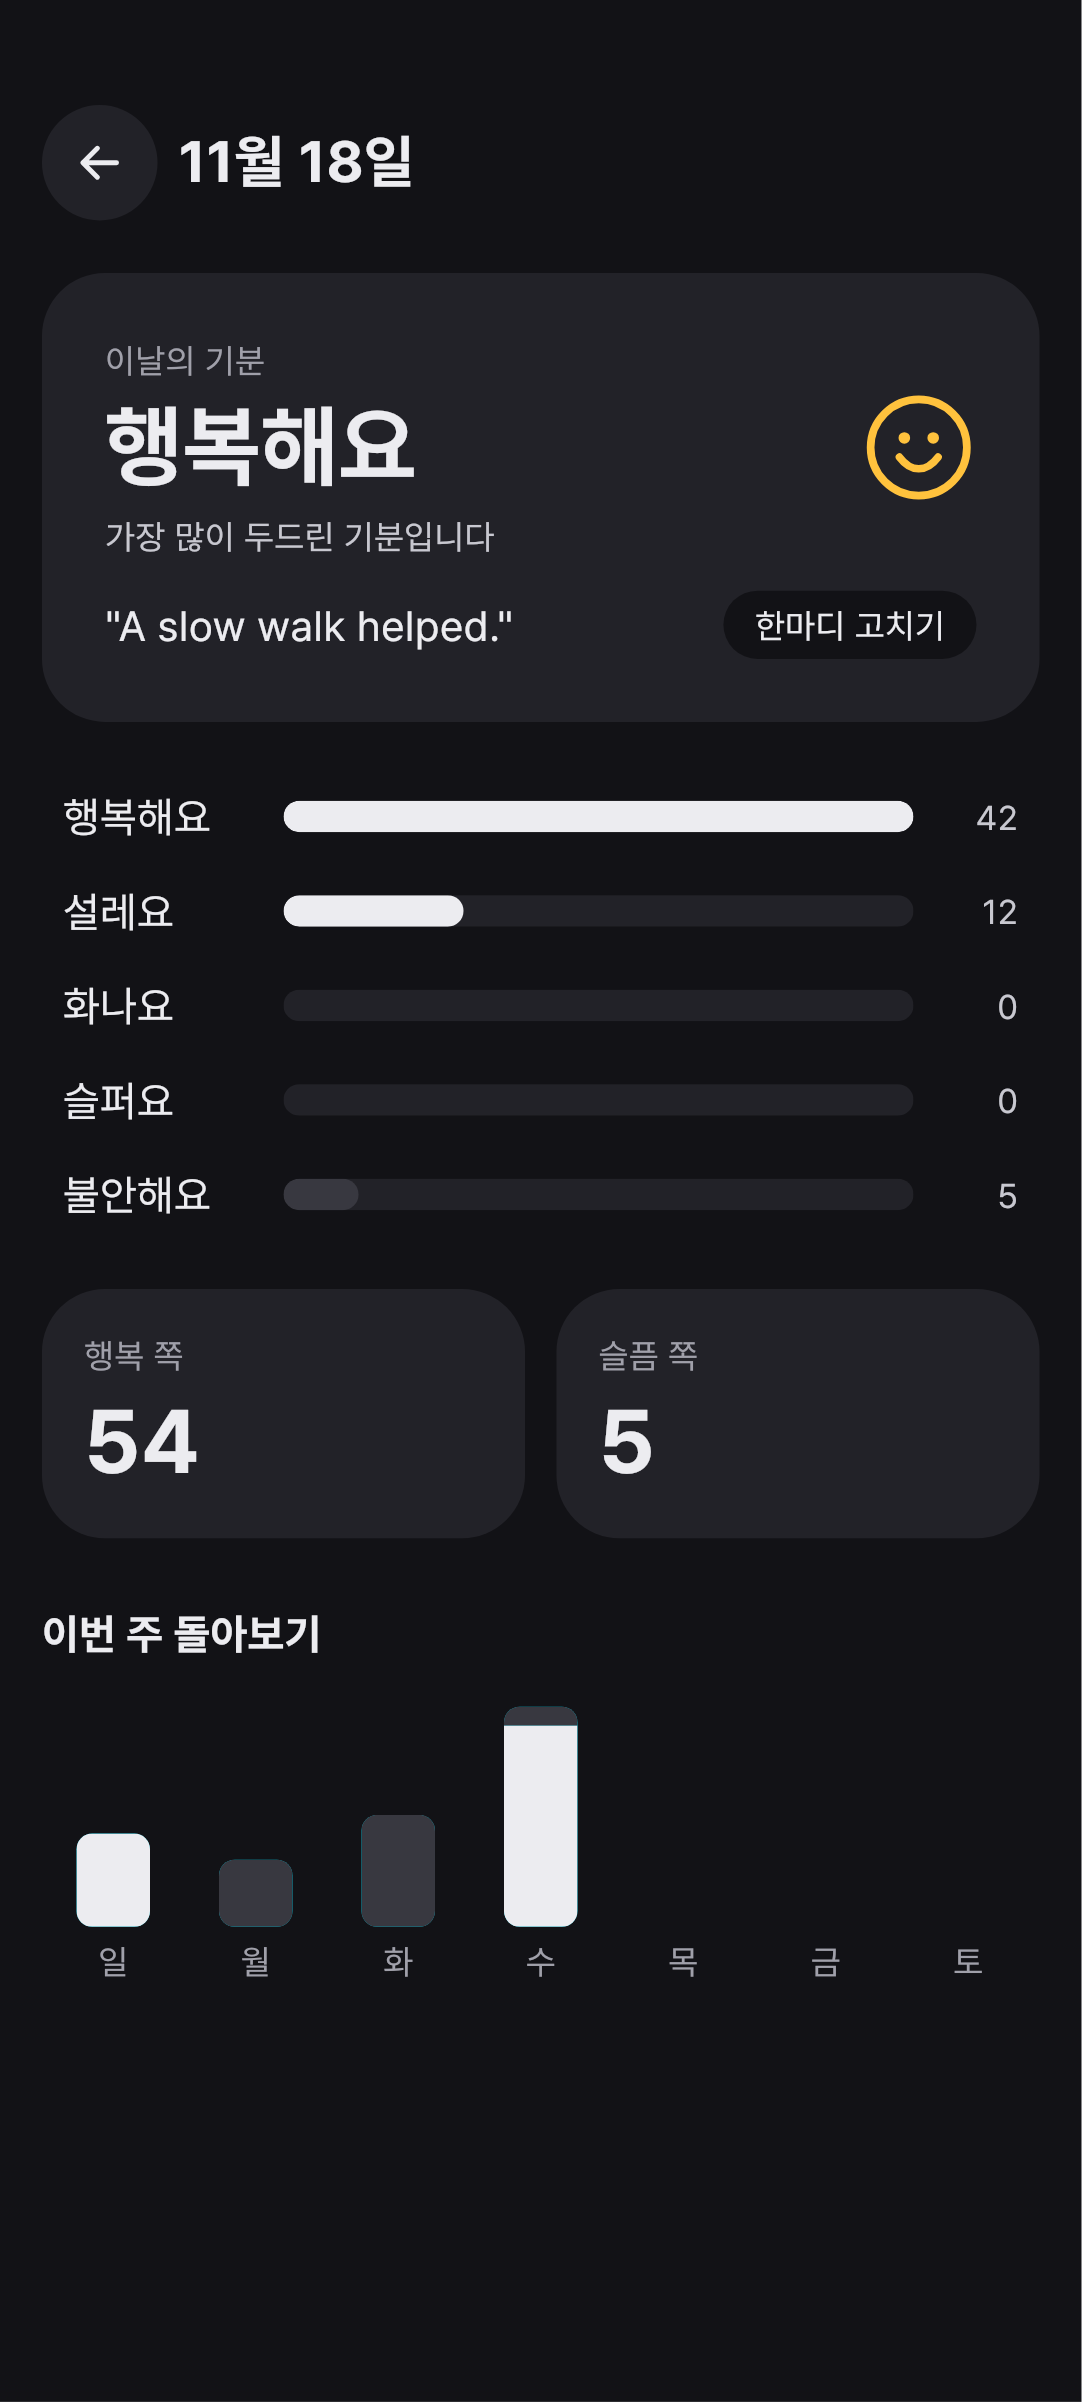 11월 18일
이날의 기분
행복해요
가장 많이 두드린 기분입니다
"A slow walk helped."
한마디 고치기
행복해요 42
설레요 12
화나요 0
슬퍼요 0
불안해요 5
행복 쪽
54
슬픔 쪽
5
이번 주 돌아보기
일 월 화 수 목 금 토